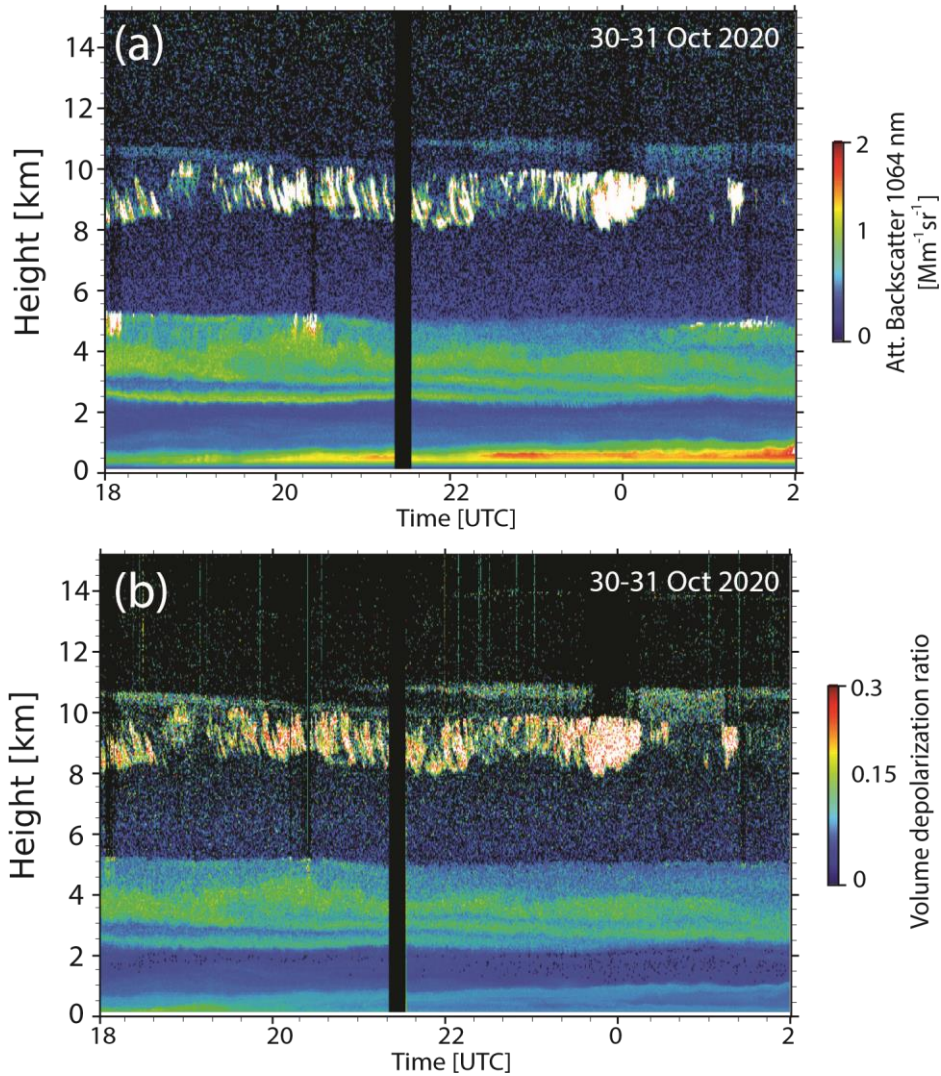 (a)
30-31 Oct 2020
14
12
10
8
6
4
2
0
Height [km]
18
20
22
0
2
Time [UTC]
2
1
0
Att. Backscatter 1064 nm
[Mm⁻¹sr⁻¹]
(b)
30-31 Oct 2020
14
12
10
8
6
4
2
0
Height [km]
18
20
22
0
2
Time [UTC]
0.3
0.15
0
Volume depolarization ratio